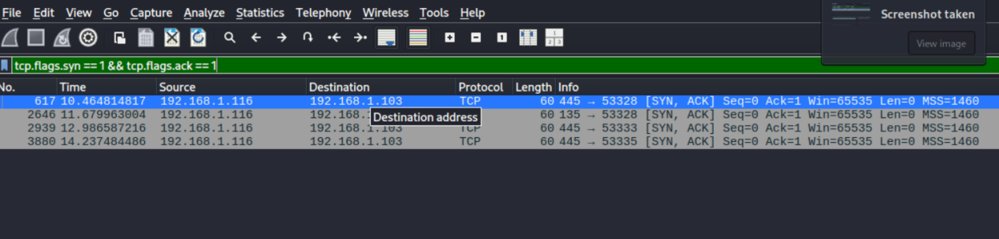 File Edit View Go Capture Analyze Statistics Telephony Wireless Tools Help
Screenshot taken
View image
tcp.flags.syn == 1 && tcp.flags.ack == 1
No. Time Source Destination Protocol Length Info
617 10.464814817 192.168.1.116 192.168.1.103 TCP 60 445 → 53328 [SYN, ACK] Seq=0 Ack=1 Win=65535 Len=0 MSS=1460
2646 11.679963004 192.168.1.116 192.168. TCP 60 135 → 53328 [SYN, ACK] Seq=0 Ack=1 Win=65535 Len=0 MSS=1460
Destination address
2939 12.986587216 192.168.1.116 192.168.1.103 TCP 60 445 → 53333 [SYN, ACK] Seq=0 Ack=1 Win=65535 Len=0 MSS=1460
3880 14.237484486 192.168.1.116 192.168.1.103 TCP 60 445 → 53335 [SYN, ACK] Seq=0 Ack=1 Win=65535 Len=0 MSS=1460